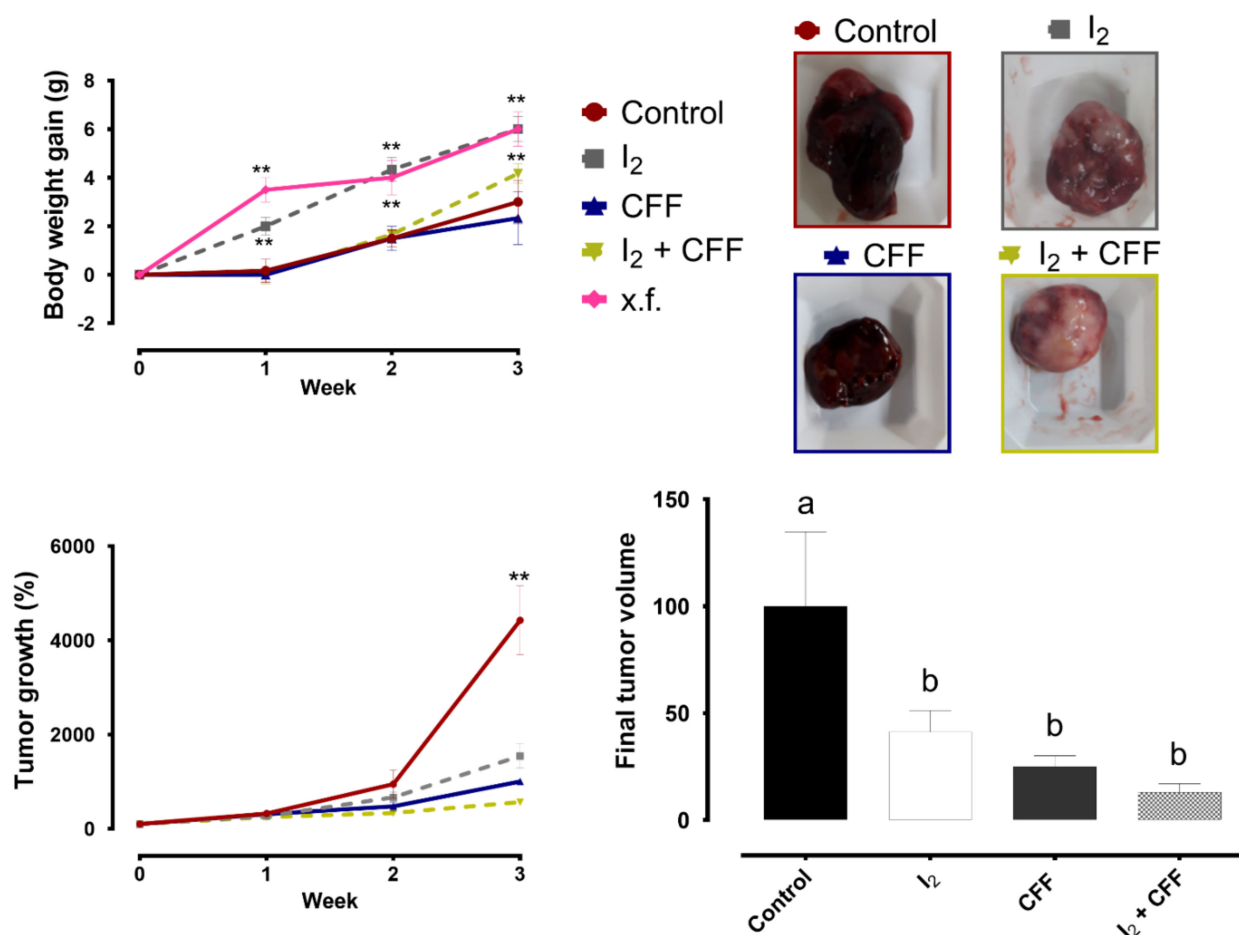 Body weight gain (g)
8
6
4
2
0
-2
**
**
**
**
**
**
0 1 2 3
Week
Control
I₂
CFF
I₂ + CFF
x.f.
Control
I₂
CFF
I₂ + CFF
Tumor growth (%)
6000
4000
2000
0
**
0 1 2 3
Week
Final tumor volume
150
100
50
0
a
b
b
b
Control
I₂
CFF
I₂ + CFF